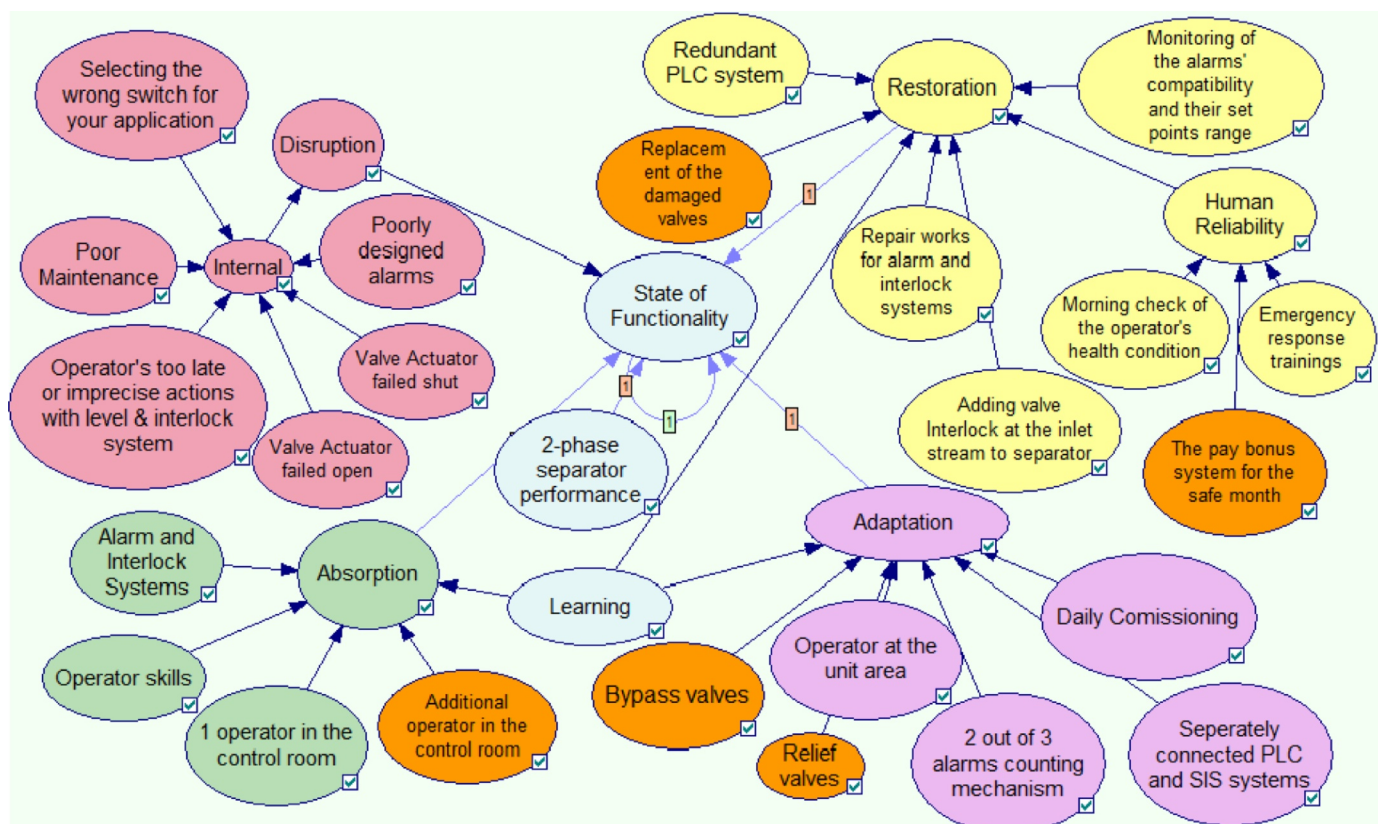 Selecting the
wrong switch for
your application
Disruption
Poor
Maintenance
Internal
Poorly
designed
alarms
Operator's too late
or imprecise actions
with level & interlock
system
Valve Actuator
failed shut
Valve Actuator
failed open
Redundant
PLC system
Restoration
Monitoring of
the alarms'
compatibility
and their set
points range
Replacem
ent of the
damaged
valves
1
Human
Reliability
Repair works
for alarm and
interlock
systems
Morning check of
the operator's
health condition
Emergency
response
trainings
State of
Functionality
1
1
1
2-phase
separator
performance
Adding valve
Interlock at the inlet
stream to separator
The pay bonus
system for the
safe month
Alarm and
Interlock
Systems
Absorption
Learning
Adaptation
Operator skills
1 operator in the
control room
Additional
operator in the
control room
Bypass valves
Operator at the
unit area
Relief
valves
2 out of 3
alarms counting
mechanism
Daily Comissioning
Seperately
connected PLC
and SIS systems